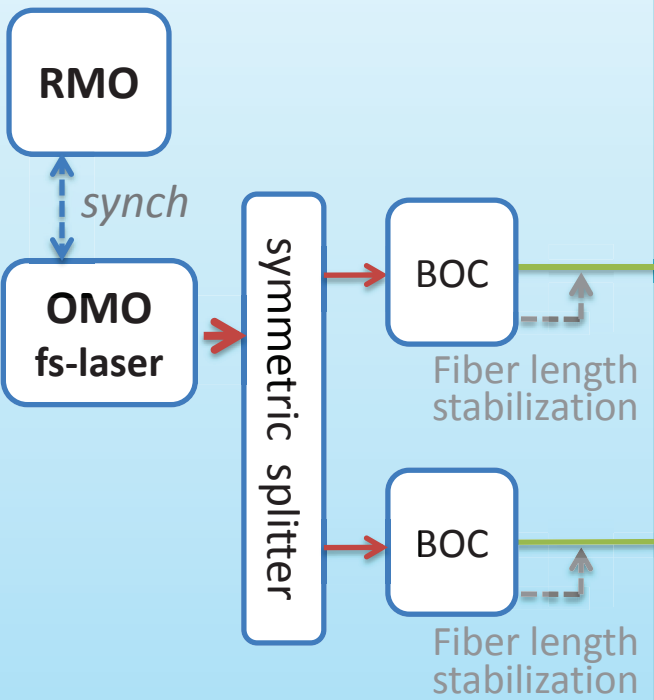 RMO
synch
OMO
fs-laser
symmetric splitter
BOC
Fiber length
stabilization
BOC
Fiber length
stabilization